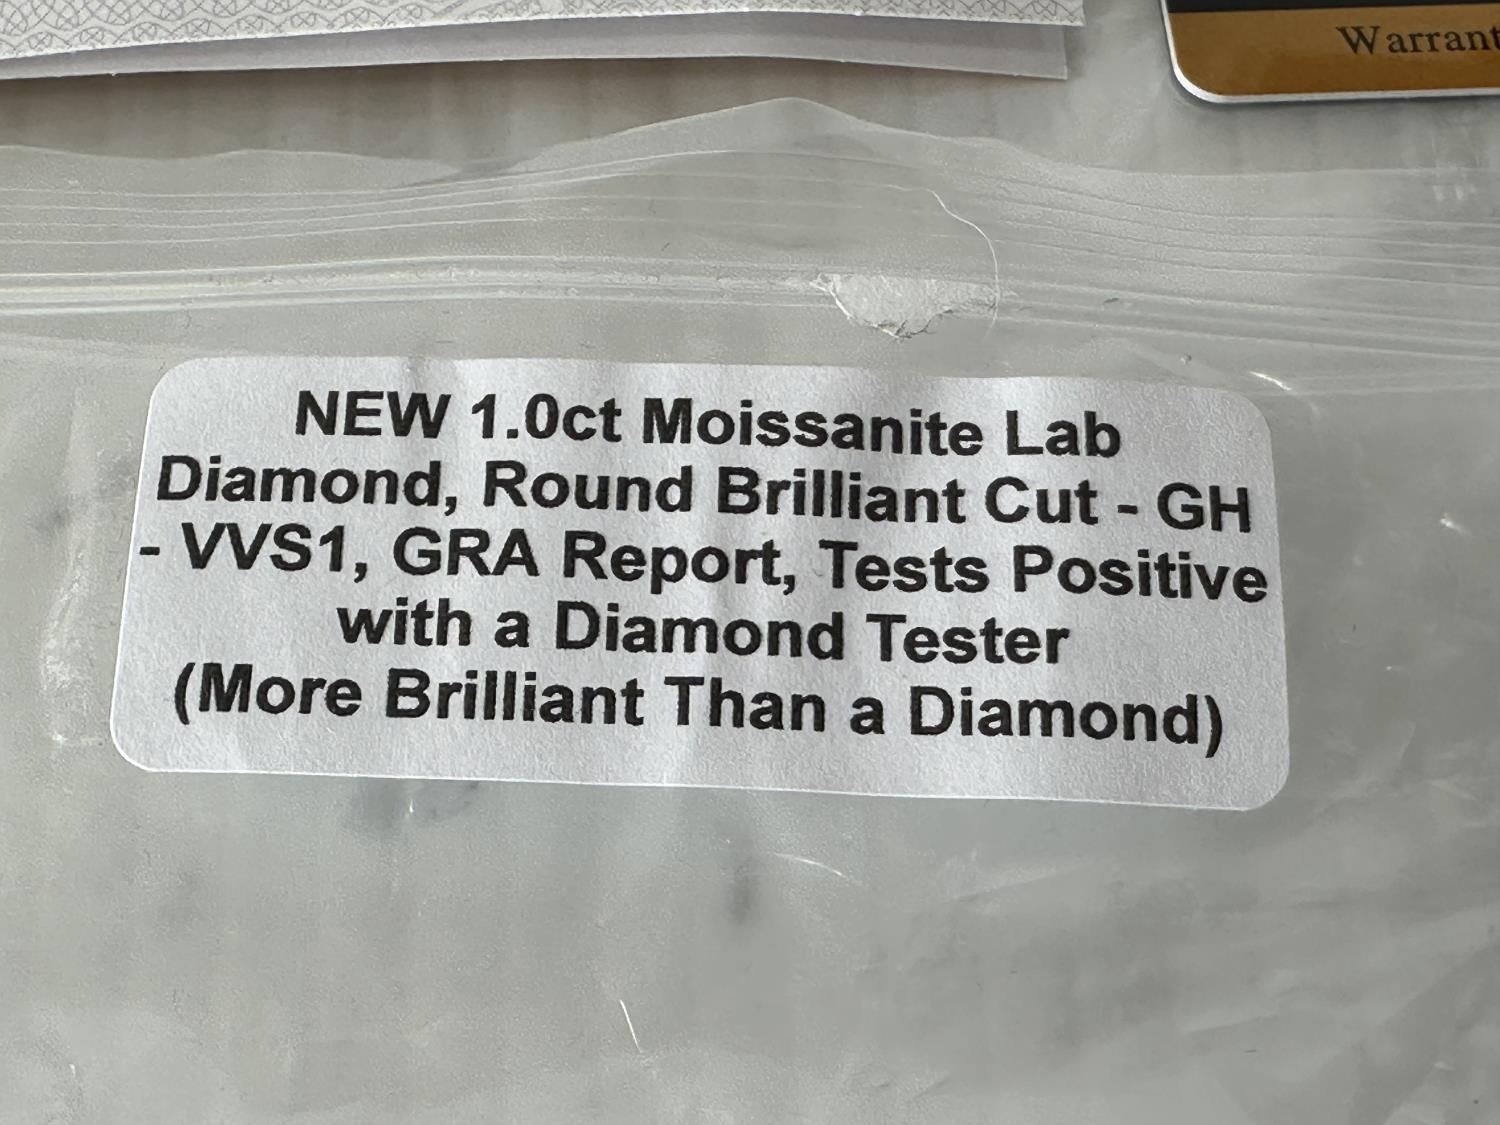 Warrant
NEW 1.0ct Moissanite Lab
Diamond, Round Brilliant Cut - GH
- VVS1, GRA Report, Tests Positive
with a Diamond Tester
(More Brilliant Than a Diamond)